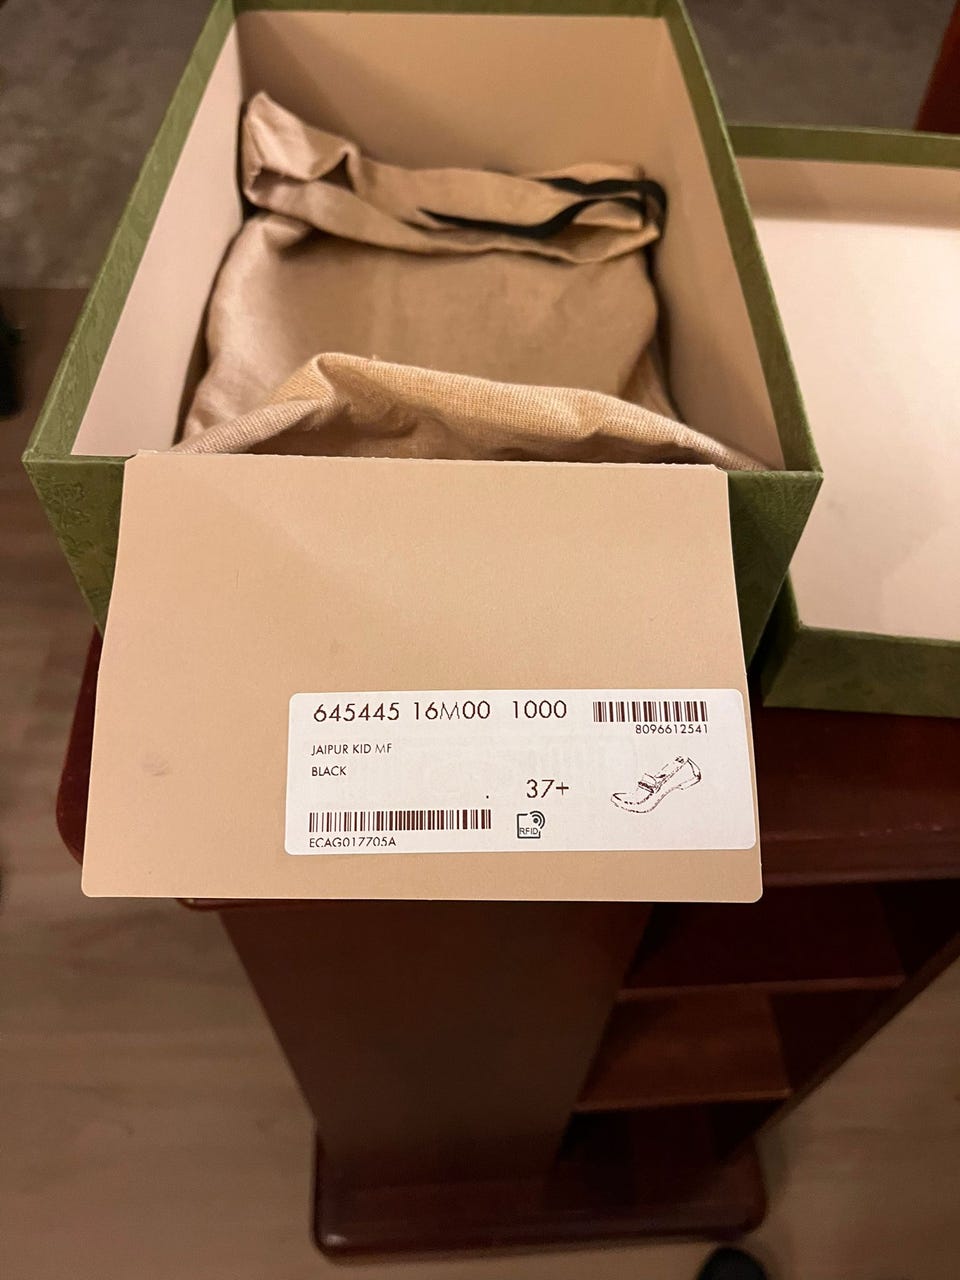 645445 16M00 1000
8096612541
JAIPUR KID MF
BLACK
37+
RFID
ECAG017705A